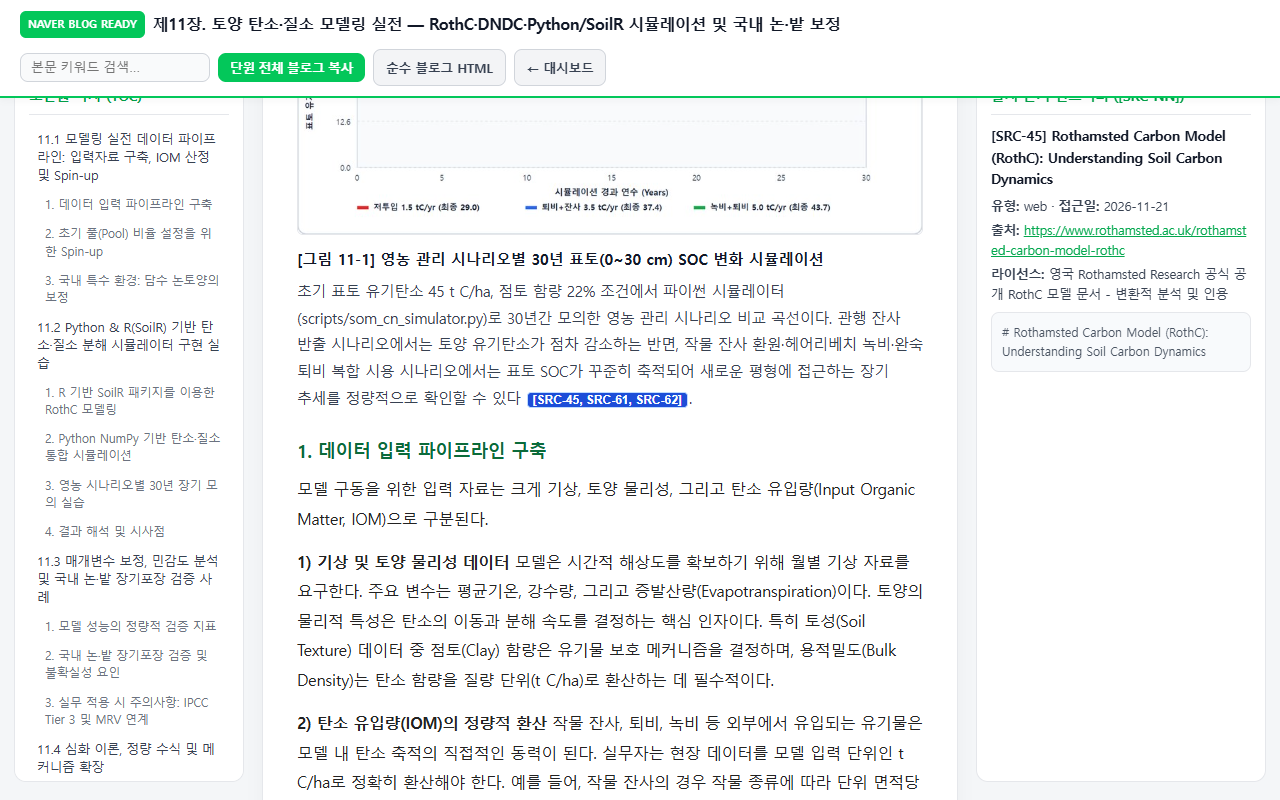 NAVER BLOG READY 제11장. 토양 탄소·질소 모델링 실전 — RothC·DNDC·Python/SoilR 시뮬레이션 및 국내 논·밭 보정
본문 키워드 검색... 단원 전체 블로그 복사 순수 블로그 HTML ← 대시보드
11.1 모델링 실전 데이터 파이프
라인: 입력자료 구축, IOM 산정
및 Spin-up
1. 데이터 입력 파이프라인 구축
2. 초기 풀(Pool) 비율 설정을 위
한 Spin-up
3. 국내 특수 환경: 담수 논토양의
보정
11.2 Python & R(SoilR) 기반 탄
소·질소 분해 시뮬레이터 구현 실
습
1. R 기반 SoilR 패키지를 이용한
RothC 모델링
2. Python NumPy 기반 탄소·질소
통합 시뮬레이션
3. 영농 시나리오별 30년 장기 모
의 실습
4. 결과 해석 및 시사점
11.3 매개변수 보정, 민감도 분석
및 국내 논·밭 장기포장 검증 사
례
1. 모델 성능의 정량적 검증 지표
2. 국내 논·밭 장기포장 검증 및
불확실성 요인
3. 실무 적용 시 주의사항: IPCC
Tier 3 및 MRV 연계
11.4 심화 이론, 정량 수식 및 메
커니즘 확장
표토 유
12.6
0.0
0 5 10 15 20 25 30
시뮬레이션 경과 연수 (Years)
저투입 1.5 tC/yr (최종 29.0) 퇴비+잔사 3.5 tC/yr (최종 37.4) 녹비+퇴비 5.0 tC/yr (최종 43.7)
[그림 11-1] 영농 관리 시나리오별 30년 표토(0~30 cm) SOC 변화 시뮬레이션
초기 표토 유기탄소 45 t C/ha, 점토 함량 22% 조건에서 파이썬 시뮬레이터
(scripts/som_cn_simulator.py)로 30년간 모의한 영농 관리 시나리오 비교 곡선이다. 관행 잔사
반출 시나리오에서는 토양 유기탄소가 점차 감소하는 반면, 작물 잔사 환원·헤어리베치 녹비·완숙
퇴비 복합 시용 시나리오에서는 표토 SOC가 꾸준히 축적되어 새로운 평형에 접근하는 장기
추세를 정량적으로 확인할 수 있다 [SRC-45, SRC-61, SRC-62].
1. 데이터 입력 파이프라인 구축
모델 구동을 위한 입력 자료는 크게 기상, 토양 물리성, 그리고 탄소 유입량(Input Organic
Matter, IOM)으로 구분된다.
1) 기상 및 토양 물리성 데이터 모델은 시간적 해상도를 확보하기 위해 월별 기상 자료를
요구한다. 주요 변수는 평균기온, 강수량, 그리고 증발산량(Evapotranspiration)이다. 토양의
물리적 특성은 탄소의 이동과 분해 속도를 결정하는 핵심 인자이다. 특히 토성(Soil
Texture) 데이터 중 점토(Clay) 함량은 유기물 보호 메커니즘을 결정하며, 용적밀도(Bulk
Density)는 탄소 함량을 질량 단위(t C/ha)로 환산하는 데 필수적이다.
2) 탄소 유입량(IOM)의 정량적 환산 작물 잔사, 퇴비, 녹비 등 외부에서 유입되는 유기물은
모델 내 탄소 축적의 직접적인 동력이 된다. 실무자는 현장 데이터를 모델 입력 단위인 t
C/ha로 정확히 환산해야 한다. 예를 들어, 작물 잔사의 경우 작물 종류에 따라 단위 면적당
[SRC-45] Rothamsted Carbon Model
(RothC): Understanding Soil Carbon
Dynamics
유형: web · 접근일: 2026-11-21
출처: https://www.rothamsted.ac.uk/rothamst
ed-carbon-model-rothc
라이선스: 영국 Rothamsted Research 공식 공
개 RothC 모델 문서 - 변환적 분석 및 인용
# Rothamsted Carbon Model (RothC):
Understanding Soil Carbon Dynamics